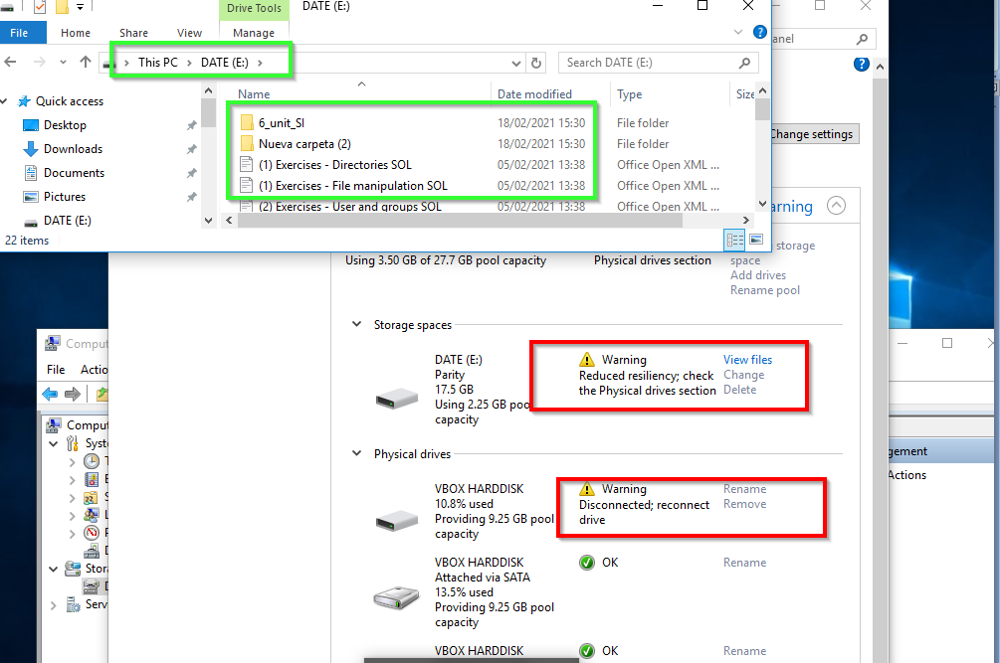 Drive Tools
DATE (E:)
File
Home
Share
View
Manage
This PC
DATE (E:)
Search DATE (E:)
anel
Quick access
Desktop
Downloads
Documents
Pictures
DATE (E:)
22 items
Name
Date modified
Type
Size
6_unit_SI
18/02/2021 15:30
File folder
Nueva carpeta (2)
18/02/2021 15:30
File folder
(1) Exercises - Directories SOL
05/02/2021 13:38
Office Open XML ...
(1) Exercises - File manipulation SOL
05/02/2021 13:38
Office Open XML ...
(2) Exercises - User and groups SOL
05/02/2021 13:38
Office Open XML ...
Change settings
arning
Using 3.50 GB of 27.7 GB pool capacity
Physical drives section
storage
space
Add drives
Rename pool
Storage spaces
DATE (E:)
Parity
17.5 GB
Using 2.25 GB pool
capacity
Warning
Reduced resiliency; check
the Physical drives section
View files
Change
Delete
Physical drives
VBOX HARDDISK
10.8% used
Providing 9.25 GB pool
capacity
Warning
Disconnected; reconnect
drive
Rename
Remove
VBOX HARDDISK
Attached via SATA
13.5% used
Providing 9.25 GB pool
capacity
OK
Rename
VBOX HARDDISK
OK
Rename
Comput
File
Actio
Comput
Syst
Stora
Serv
gement
Actions